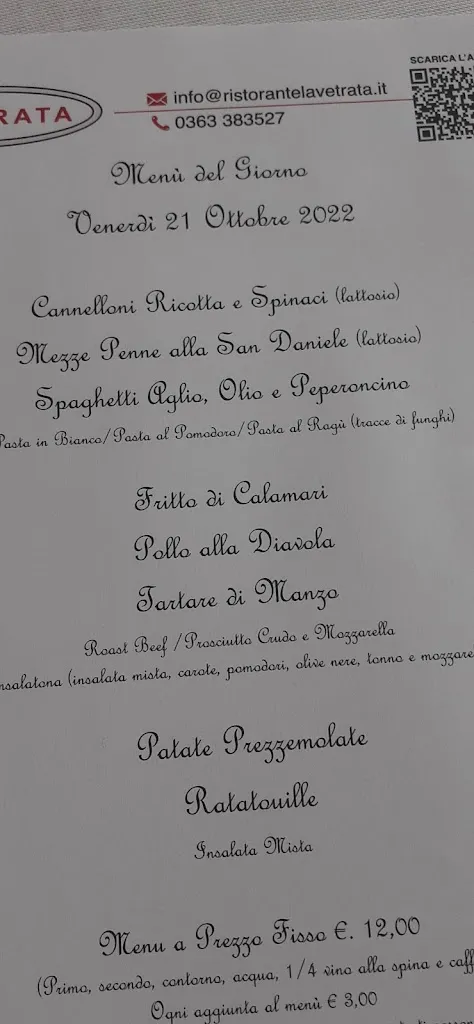 SCARICA L'A
RATA
info@ristorantelavetrata.it
0363 383527
Menù del Giorno
Venerdì 21 Ottobre 2022
Cannelloni Ricotta e Spinaci (lattosio)
Mezze Penne alla San Daniele (lattosio)
Spaghetti Aglio, Olio e Peperoncino
Pasta in Bianco/Pasta al Pomodoro/Pasta al Ragù (tracce di funghi)
Fritto di Calamari
Pollo alla Diavola
Tartare di Manzo
Roast Beef /Prosciutto Crudo e Mozzarella
nsalatona (insalata mista, carote, pomodori, olive nere, tonno e mozzare
Patate Prezzemolate
Ratatouille
Insalata Mista
Menu a Prezzo Fisso €. 12,00
(Primo, secondo, contorno, acqua, 1/4 vino alla spina e caff
Ogni aggiunta al menù € 3,00